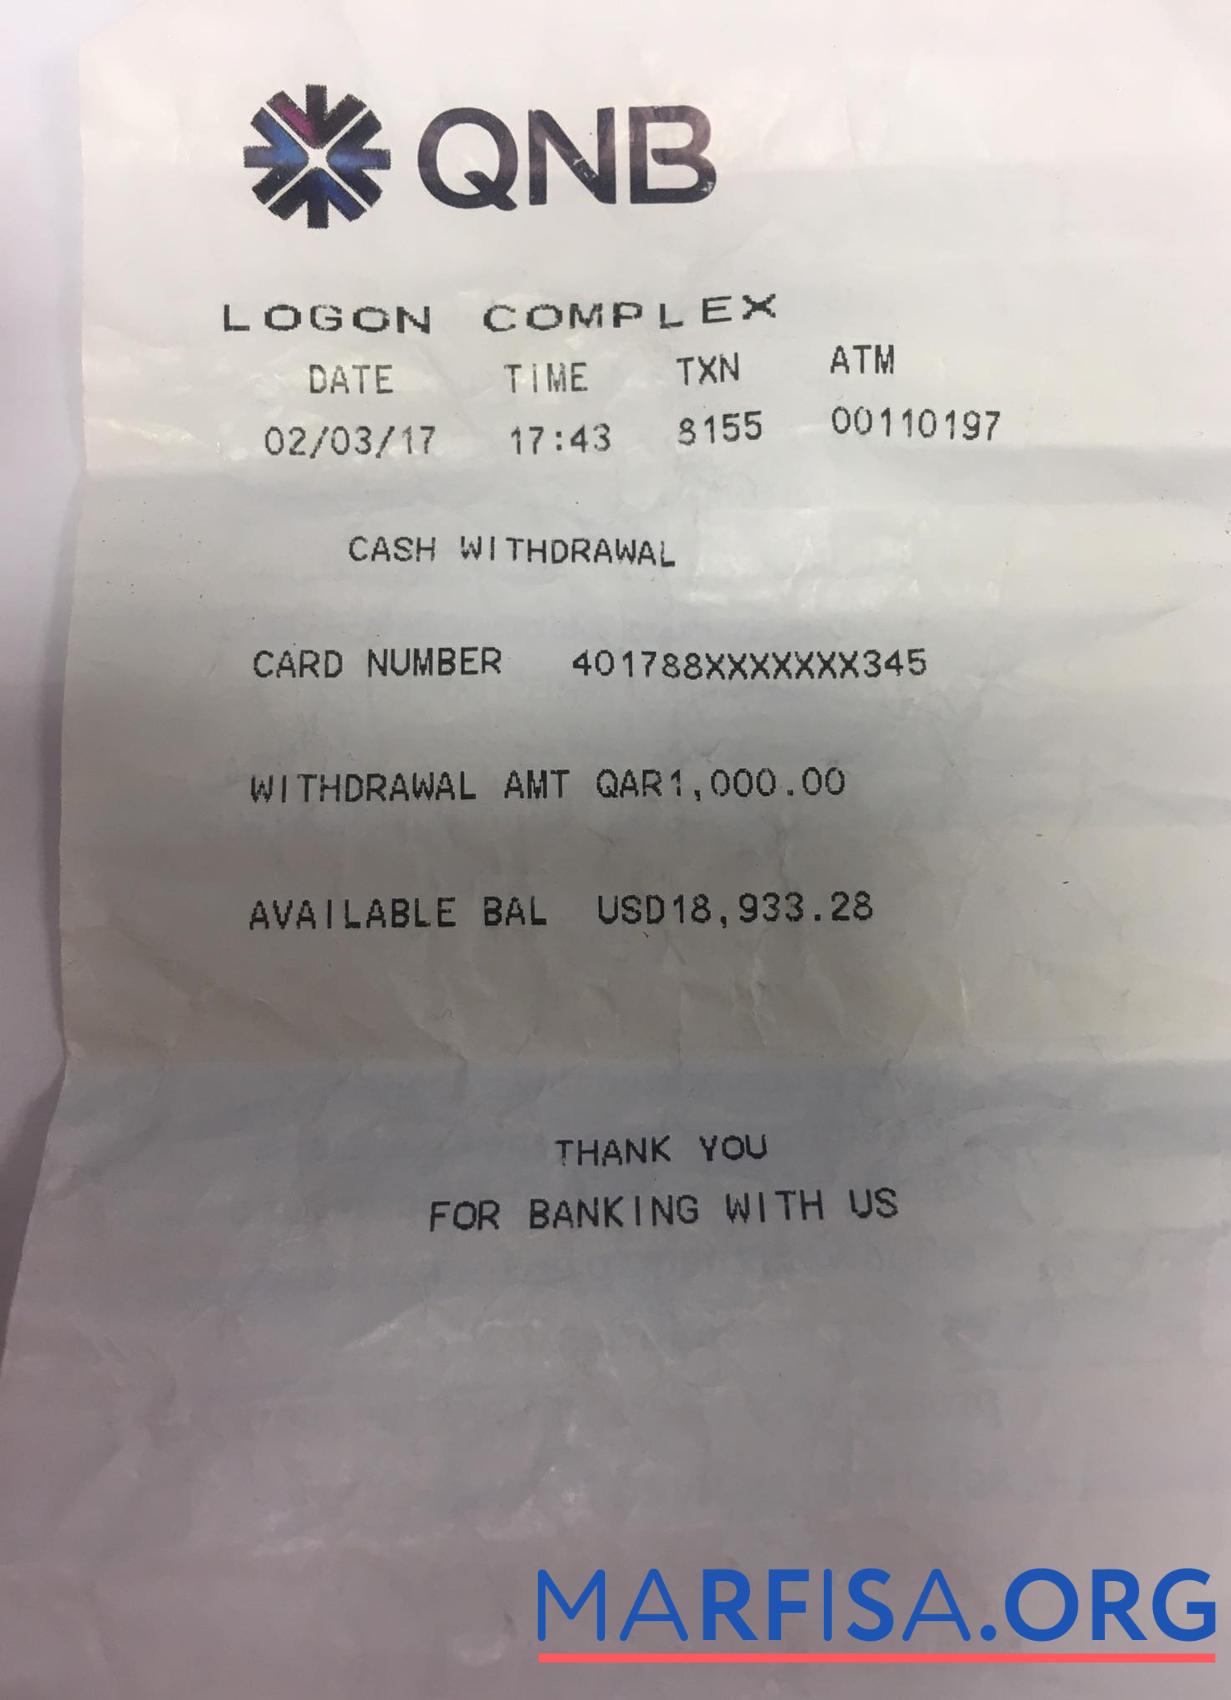 QNB
LOGON COMPLEX
DATE TIME TXN ATM
02/03/17 17:43 8155 00110197
CASH WITHDRAWAL
CARD NUMBER 401788XXXXXXX345
WITHDRAWAL AMT QAR1,000.00
AVAILABLE BAL USD18,933.28
THANK YOU
FOR BANKING WITH US
MARFISA.ORG